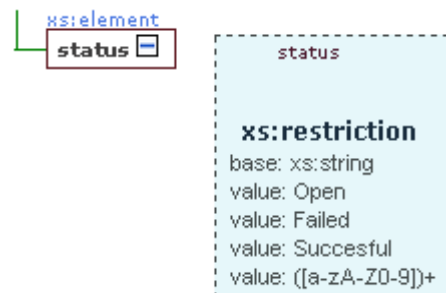 xs:element
status
status
xs:restriction
base: xs:string
value: Open
value: Failed
value: Succesful
value: ([a-zA-Z0-9])+